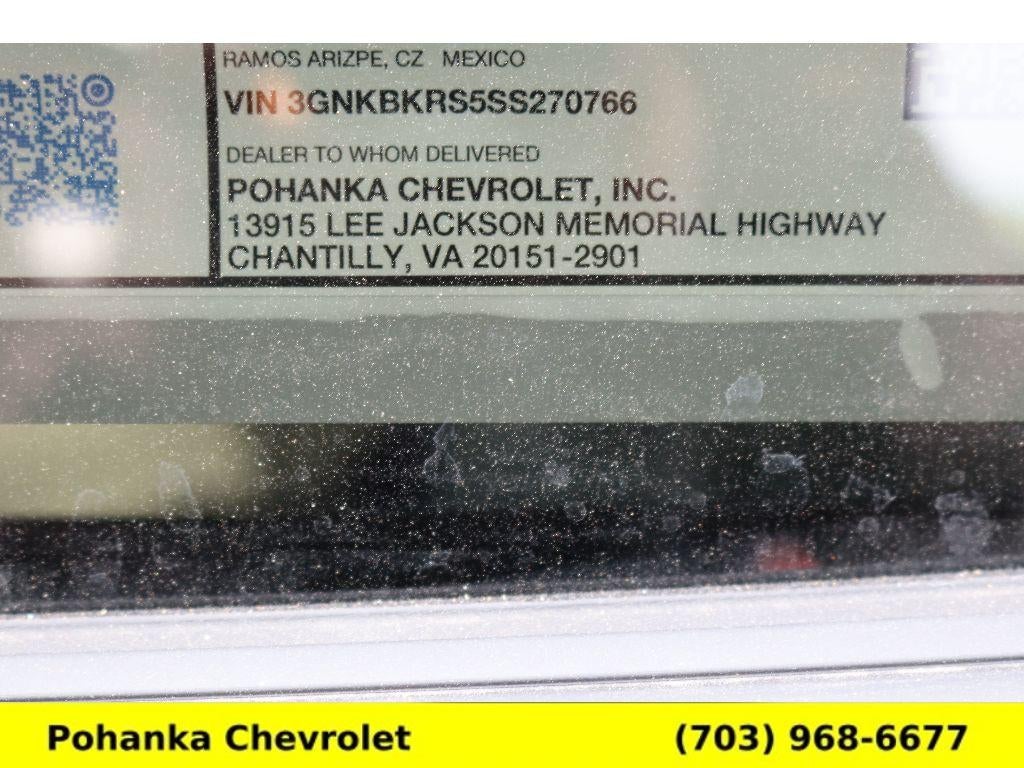 RAMOS ARIZPE, CZ MEXICO
VIN 3GNKBKRS5SS270766
DEALER TO WHOM DELIVERED
POHANKA CHEVROLET, INC.
13915 LEE JACKSON MEMORIAL HIGHWAY
CHANTILLY, VA 20151-2901
Pohanka Chevrolet (703) 968-6677